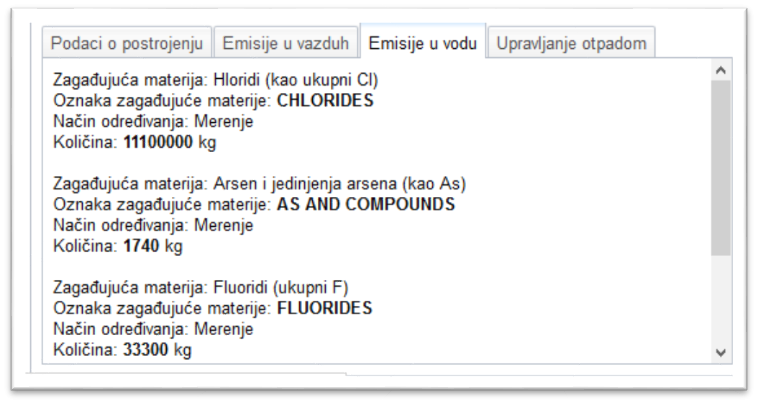 Podaci o postrojenju Emisije u vazduh Emisije u vodu Upravljanje otpadom
Zagađujuća materija: Hloridi (kao ukupni Cl)
Oznaka zagađujuće materije: CHLORIDES
Način određivanja: Merenje
Količina: 11100000 kg
Zagađujuća materija: Arsen i jedinjenja arsena (kao As)
Oznaka zagađujuće materije: AS AND COMPOUNDS
Način određivanja: Merenje
Količina: 1740 kg
Zagađujuća materija: Fluoridi (ukupni F)
Oznaka zagađujuće materije: FLUORIDES
Način određivanja: Merenje
Količina: 33300 kg